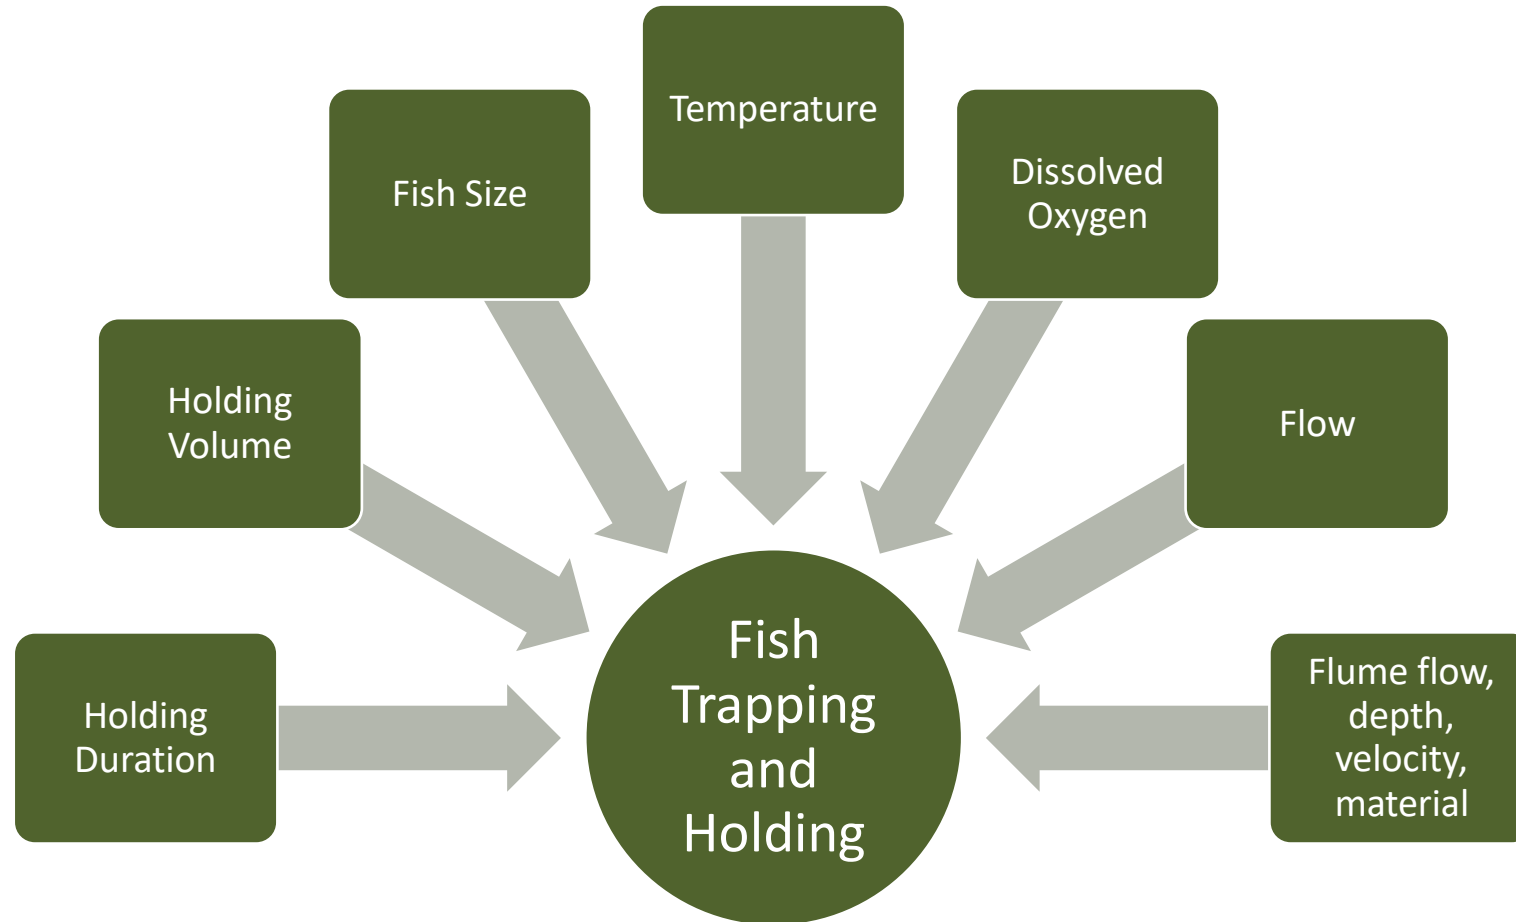 Temperature
Fish Size
Dissolved
Oxygen
Holding
Volume
Flow
Holding
Duration
Fish
Trapping
and
Holding
Flume flow,
depth,
velocity,
material